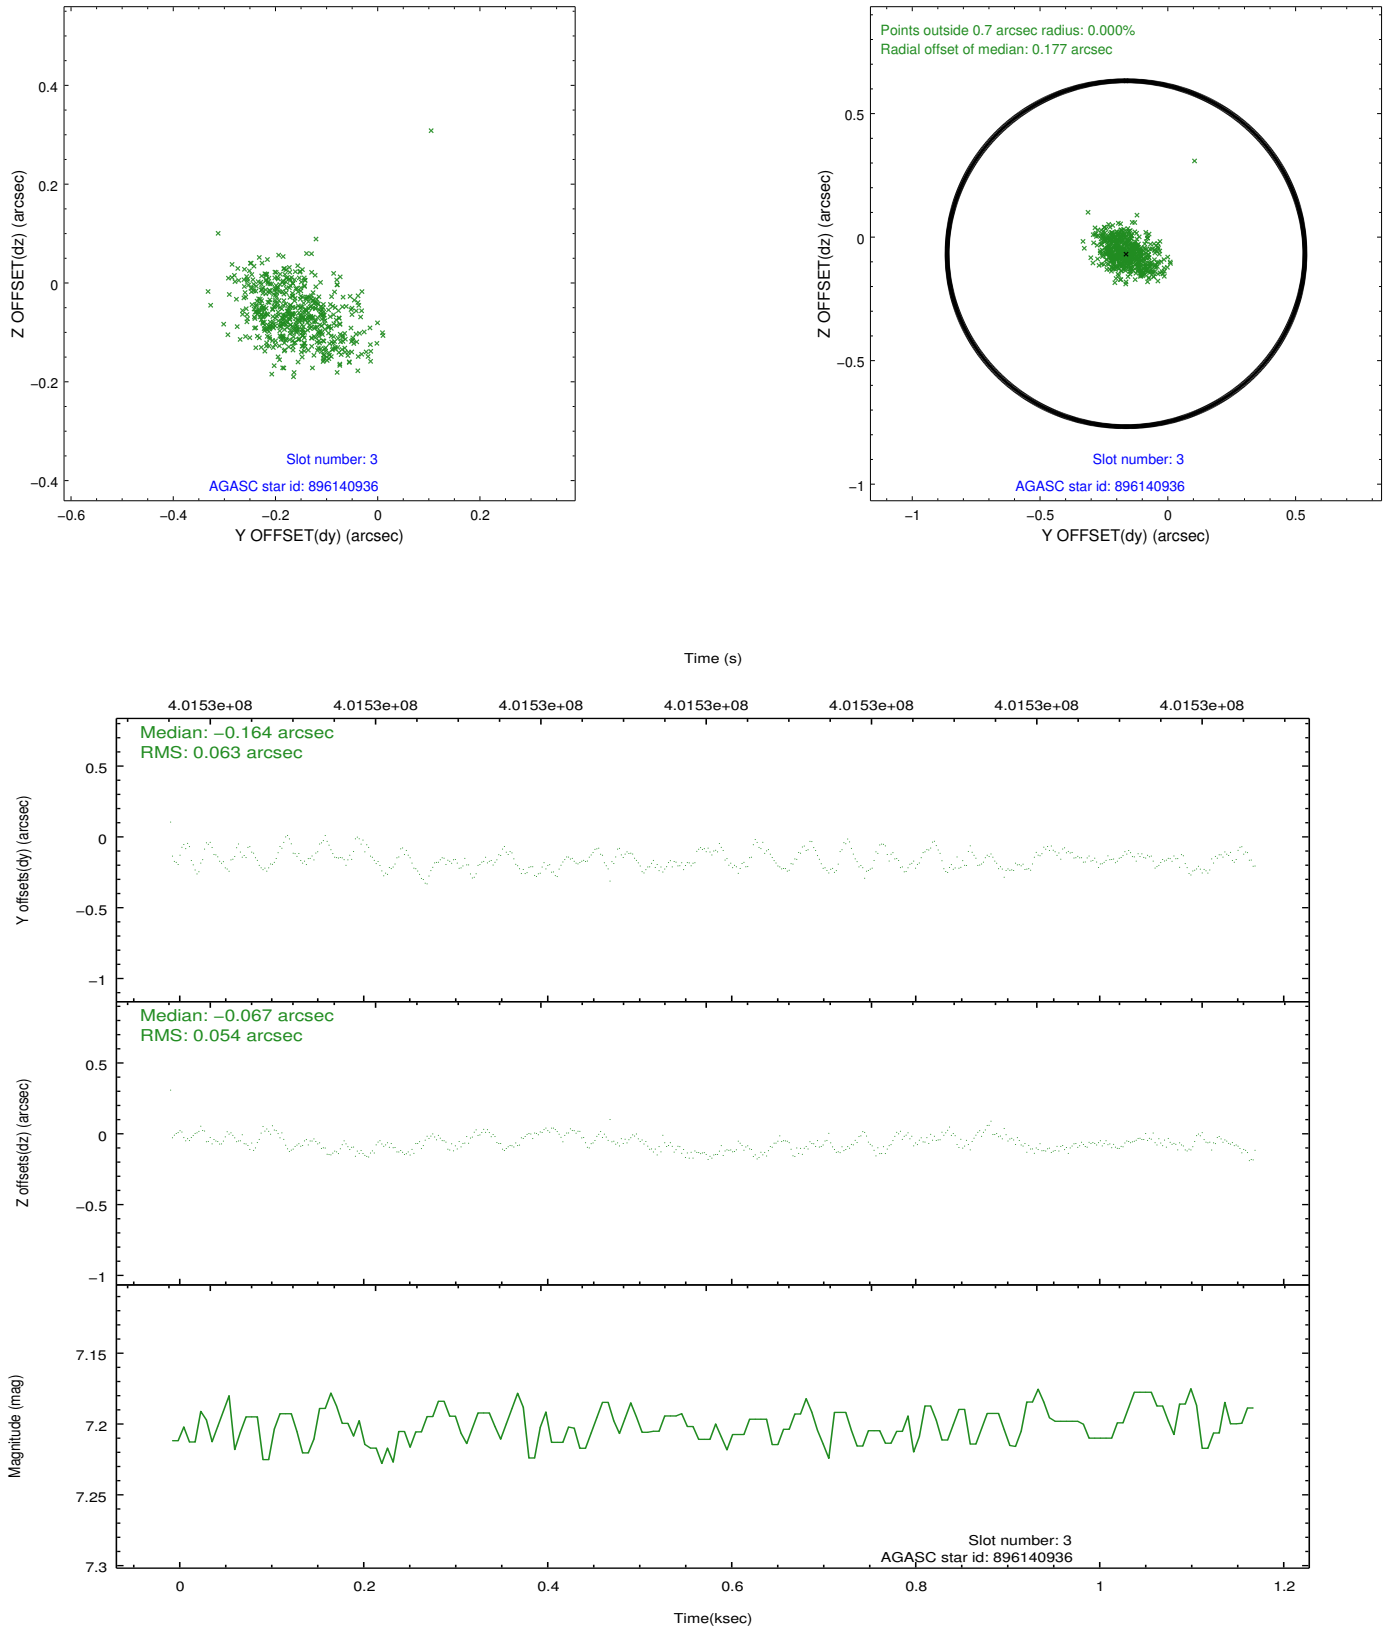 0.4
0.2
0
−0.2
−0.4
Z OFFSET(dz) (arcsec)
Slot number: 3
AGASC star id: 896140936
−0.6
−0.4
−0.2
0
0.2
Y OFFSET(dy) (arcsec)
Points outside 0.7 arcsec radius: 0.000%
Radial offset of median: 0.177 arcsec
0.5
0
−0.5
−1
Z OFFSET(dz) (arcsec)
Slot number: 3
AGASC star id: 896140936
−1
−0.5
0
0.5
Y OFFSET(dy) (arcsec)
Time (s)
4.0153e+08
4.0153e+08
4.0153e+08
4.0153e+08
4.0153e+08
4.0153e+08
4.0153e+08
Median: −0.164 arcsec
RMS: 0.063 arcsec
0.5
0
−0.5
−1
Y offsets(dy) (arcsec)
Median: −0.067 arcsec
RMS: 0.054 arcsec
0.5
0
−0.5
−1
Z offsets(dz) (arcsec)
7.15
7.2
7.25
7.3
Magnitude (mag)
Slot number: 3
AGASC star id: 896140936
0
0.2
0.4
0.6
0.8
1
1.2
Time(ksec)